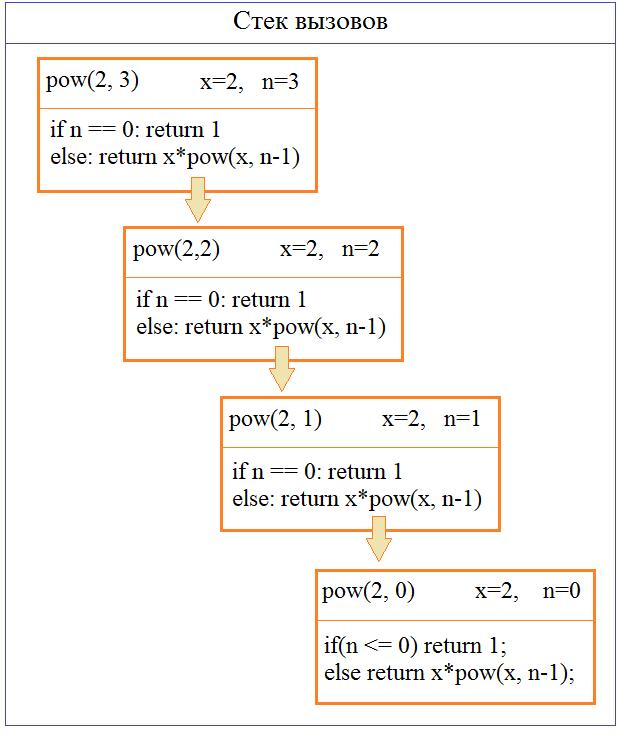 Стек вызовов
pow(2, 3) x=2, n=3
if n == 0: return 1
else: return x*pow(x, n-1)
pow(2,2) x=2, n=2
if n == 0: return 1
else: return x*pow(x, n-1)
pow(2, 1) x=2, n=1
if n == 0: return 1
else: return x*pow(x, n-1)
pow(2, 0) x=2, n=0
if(n <= 0) return 1;
else return x*pow(x, n-1);